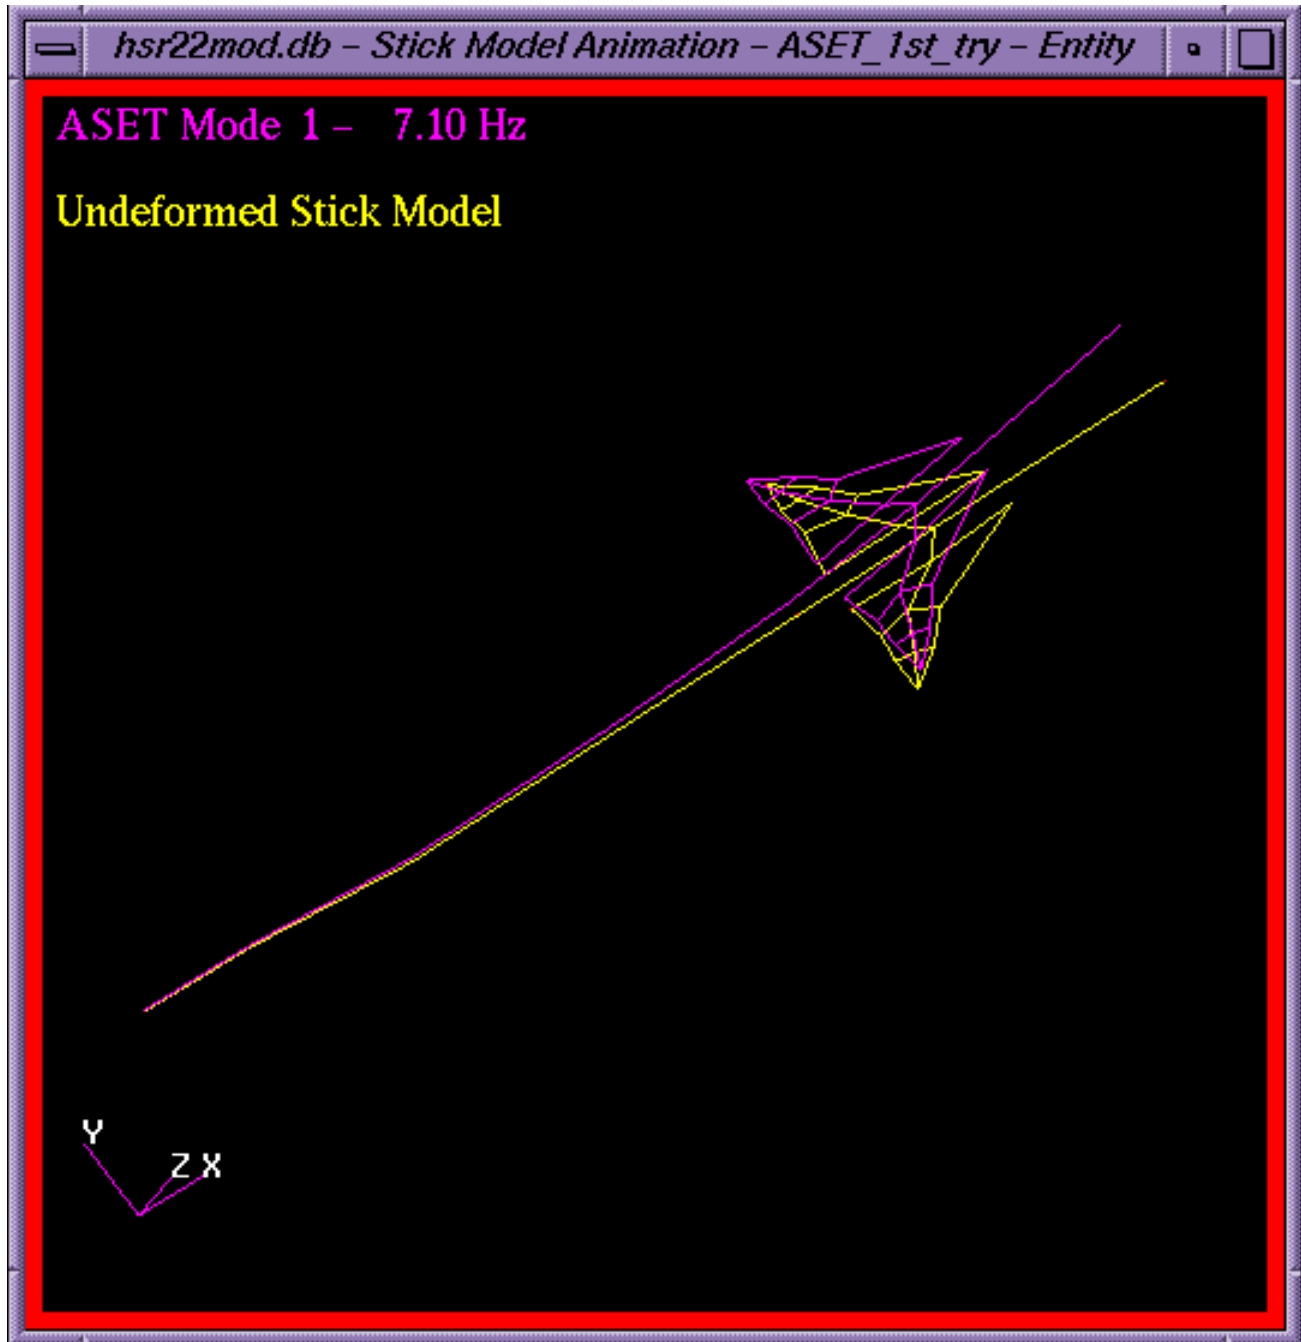 hsr22mod.db – Stick Model Animation – ASET_1st_try – Entity
ASET Mode 1 – 7.10 Hz
Undeformed Stick Model
Y
Z X